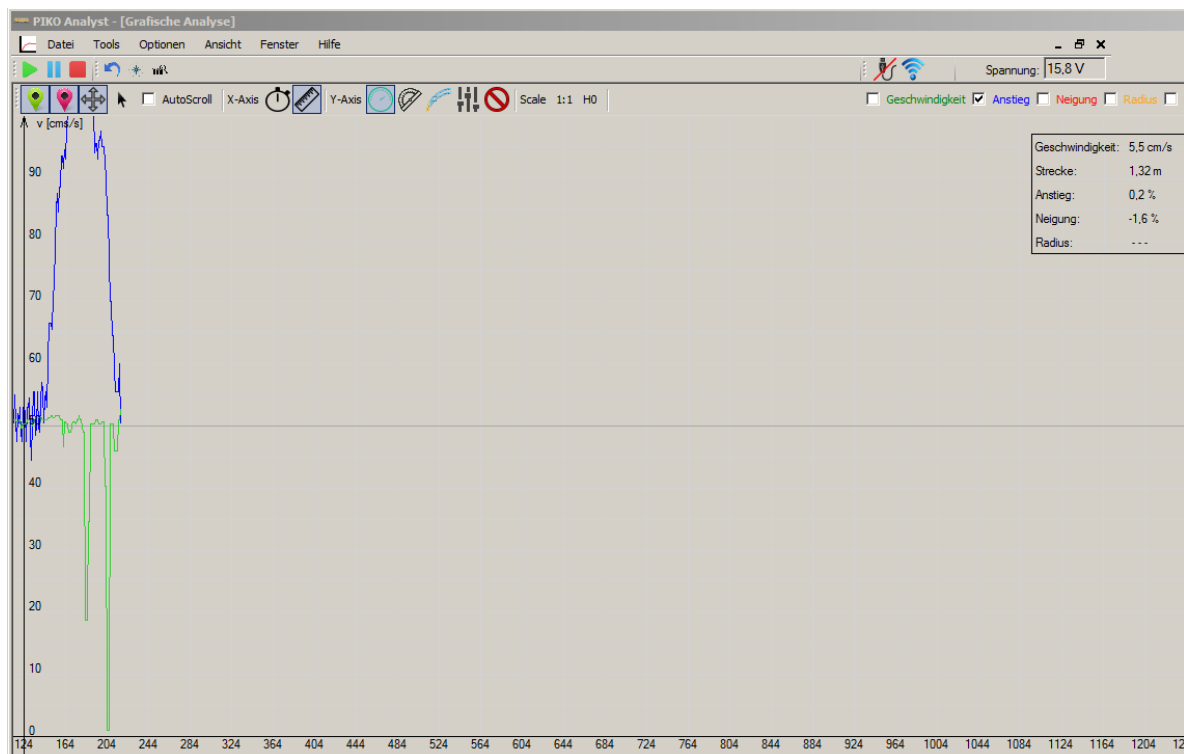 PIKO Analyst - [Grafische Analyse]
Datei Tools Optionen Ansicht Fenster Hilfe
Spannung: 15,8 V
AutoScroll X-Axis Y-Axis Scale 1:1 H0 Geschwindigkeit Anstieg Neigung Radius
v [cms/s]
Geschwindigkeit: 5,5 cm/s
Strecke: 1,32 m
Anstieg: 0,2 %
Neigung: -1,6 %
Radius: ---
90
80
70
60
50
40
30
20
10
0
124 164 204 244 284 324 364 404 444 484 524 564 604 644 684 724 764 804 844 884 924 964 1004 1044 1084 1124 1164 1204